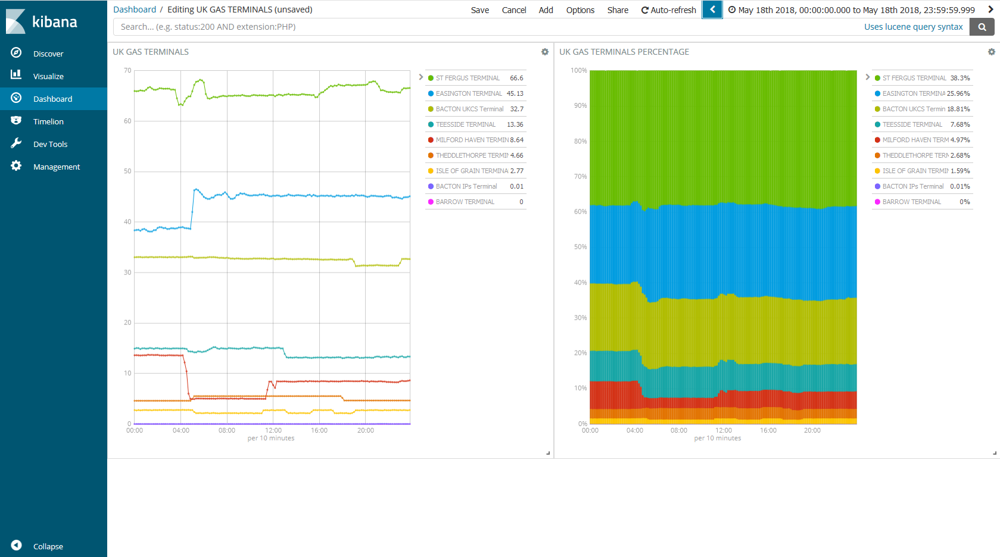 kibana
Discover
Visualize
Dashboard
Timelion
Dev Tools
Management
Collapse
Dashboard / Editing UK GAS TERMINALS (unsaved)
Save Cancel Add Options Share Auto-refresh May 18th 2018, 00:00:00.000 to May 18th 2018, 23:59:59.999
Search... (e.g. status:200 AND extension:PHP) Uses lucene query syntax
UK GAS TERMINALS
70
60
50
40
30
20
10
0
00:00 04:00 08:00 12:00 16:00 20:00
per 10 minutes
ST FERGUS TERMINAL 66.6
EASINGTON TERMINAL 45.13
BACTON UKCS Terminal 32.7
TEESSIDE TERMINAL 13.36
MILFORD HAVEN TERMIN 8.64
THEDDLETHORPE TERMIN 4.66
ISLE OF GRAIN TERMINA 2.77
BACTON IPs Terminal 0.01
BARROW TERMINAL 0
UK GAS TERMINALS PERCENTAGE
100%
90%
80%
70%
60%
50%
40%
30%
20%
10%
0%
00:00 04:00 08:00 12:00 16:00 20:00
per 10 minutes
ST FERGUS TERMINAL 38.3%
EASINGTON TERMINA 25.96%
BACTON UKCS Termin 18.81%
TEESSIDE TERMINAL 7.68%
MILFORD HAVEN TERM 4.97%
THEDDLETHORPE TERM 2.68%
ISLE OF GRAIN TERMIN 1.59%
BACTON IPs Terminal 0.01%
BARROW TERMINAL 0%